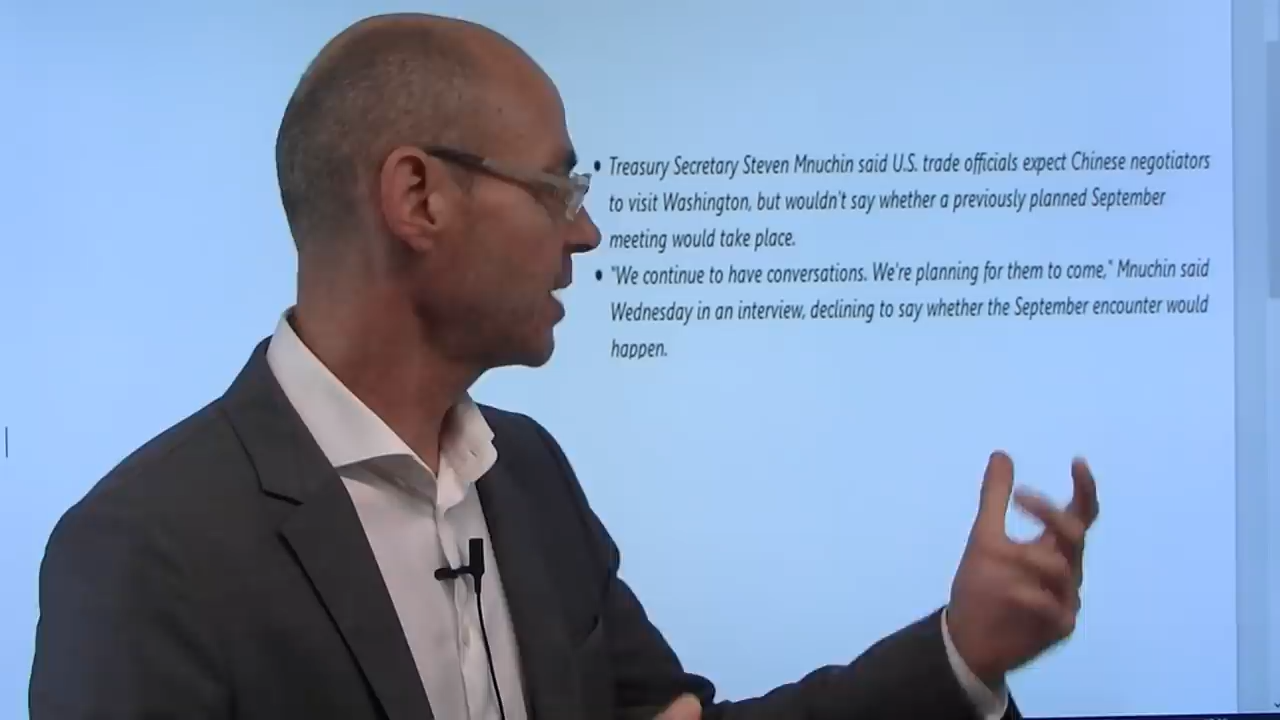 • Treasury Secretary Steven Mnuchin said U.S. trade officials expect Chinese negotiators
to visit Washington, but wouldn't say whether a previously planned September
meeting would take place.
• "We continue to have conversations. We're planning for them to come," Mnuchin said
Wednesday in an interview, declining to say whether the September encounter would
happen.